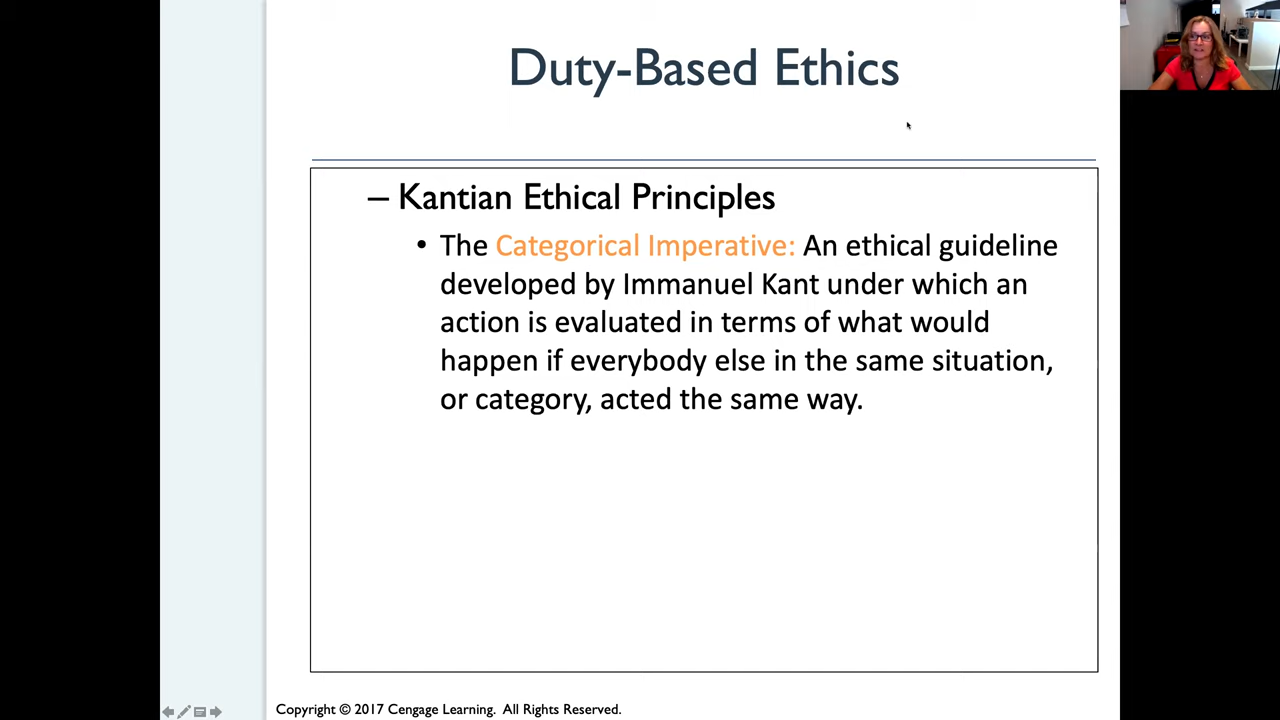 Duty-Based Ethics
– Kantian Ethical Principles
• The Categorical Imperative: An ethical guideline
developed by Immanuel Kant under which an
action is evaluated in terms of what would
happen if everybody else in the same situation,
or category, acted the same way.
Copyright © 2017 Cengage Learning. All Rights Reserved.